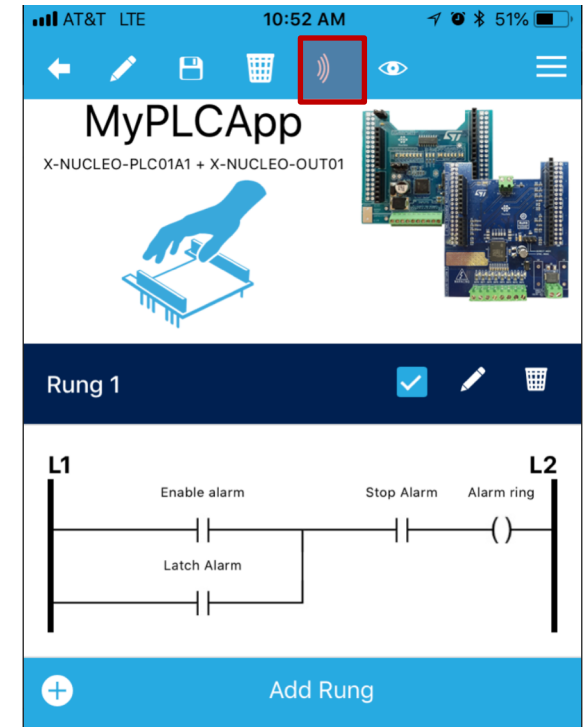 AT&T LTE 10:52 AM 51%
MyPLCApp
X-NUCLEO-PLC01A1 + X-NUCLEO-OUT01
Rung 1
L1 L2
Enable alarm Stop Alarm Alarm ring
Latch Alarm
Add Rung